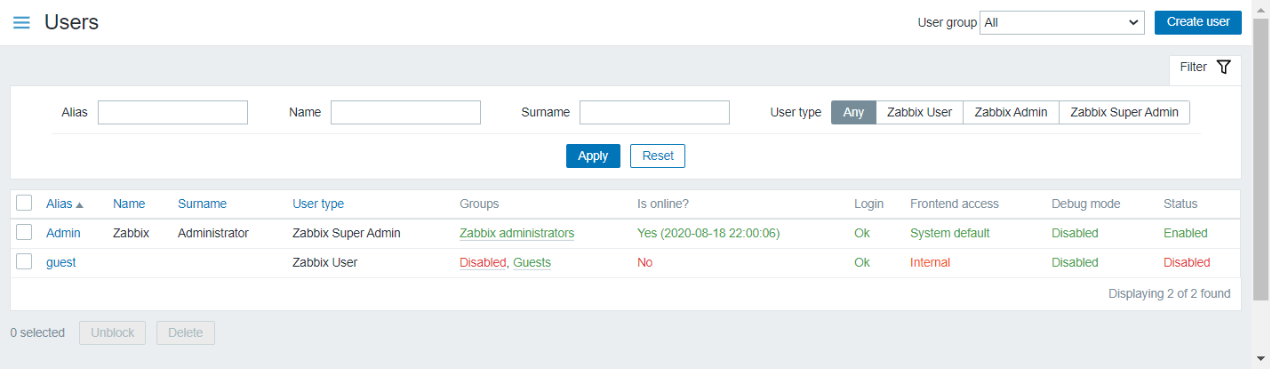 Users User group All Create user
Filter
Alias Name Surname User type Any Zabbix User Zabbix Admin Zabbix Super Admin
Apply Reset
Alias Name Surname User type Groups Is online? Login Frontend access Debug mode Status
Admin Zabbix Administrator Zabbix Super Admin Zabbix administrators Yes (2020-08-18 22:00:06) Ok System default Disabled Enabled
guest Zabbix User Disabled, Guests No Ok Internal Disabled Disabled
Displaying 2 of 2 found
0 selected Unblock Delete